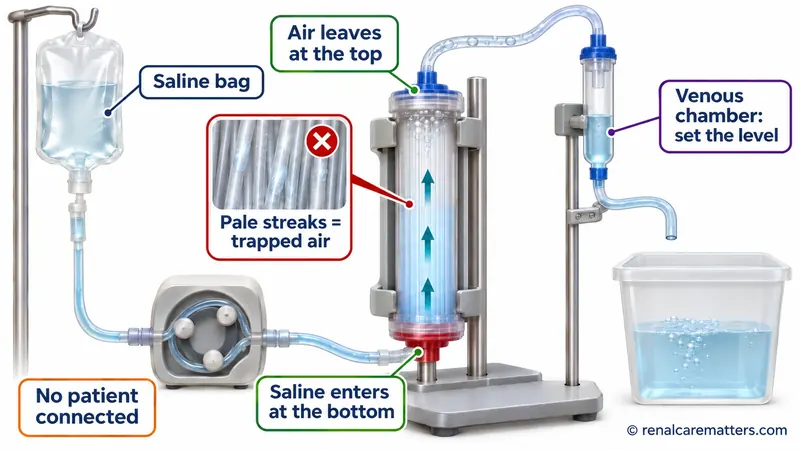 Air leaves
at the top
Saline bag
Venous chamber:
set the level
Pale streaks =
trapped air
No patient
connected
Saline enters
at the bottom
© renalcarematters.com